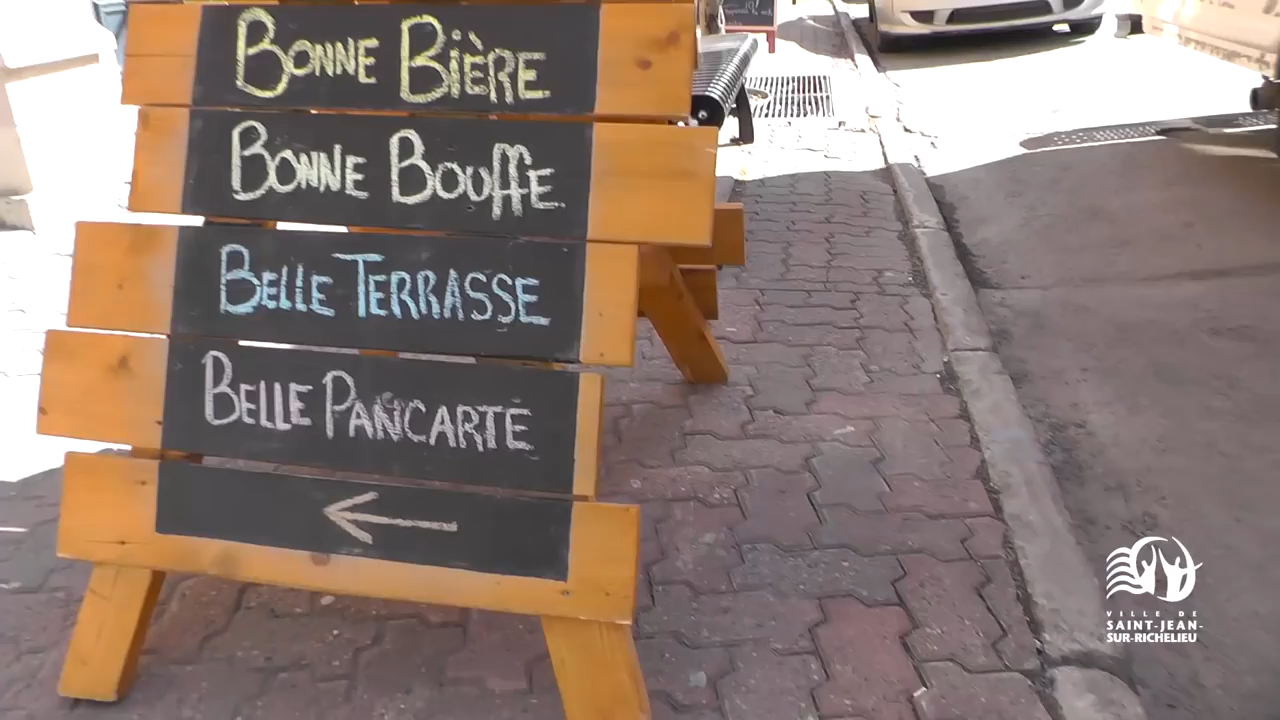 Bonne Bière
Bonne Bouffe.
Belle Terrasse
Belle Pancarte
VILLE DE
SAINT-JEAN-
SUR-RICHELIEU